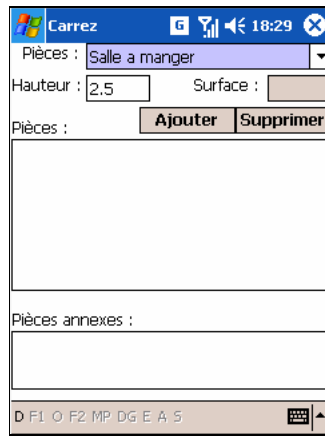 Carrez G 18:29
Pièces : Salle a manger
Hauteur : 2.5 Surface :
Ajouter Supprimer
Pièces :
Pièces annexes :
D F1 O F2 MP DG E A S